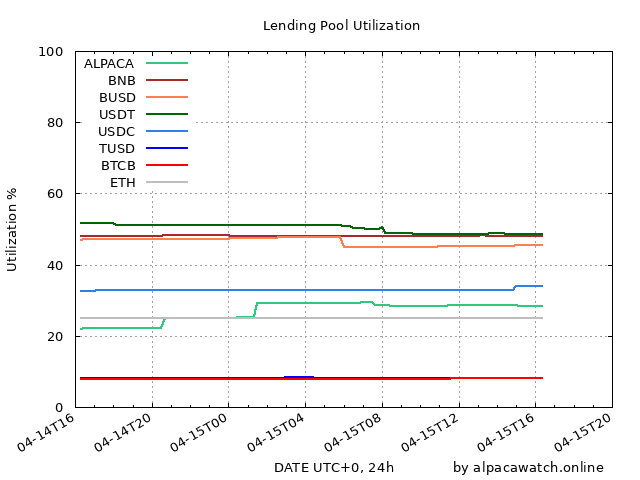 Lending Pool Utilization
100
80
60
40
20
0
Utilization %
ALPACA
BNB
BUSD
USDT
USDC
TUSD
BTCB
ETH
04-14T16
04-14T20
04-15T00
04-15T04
04-15T08
04-15T12
04-15T16
04-15T20
DATE UTC+0, 24h
by alpacawatch.online